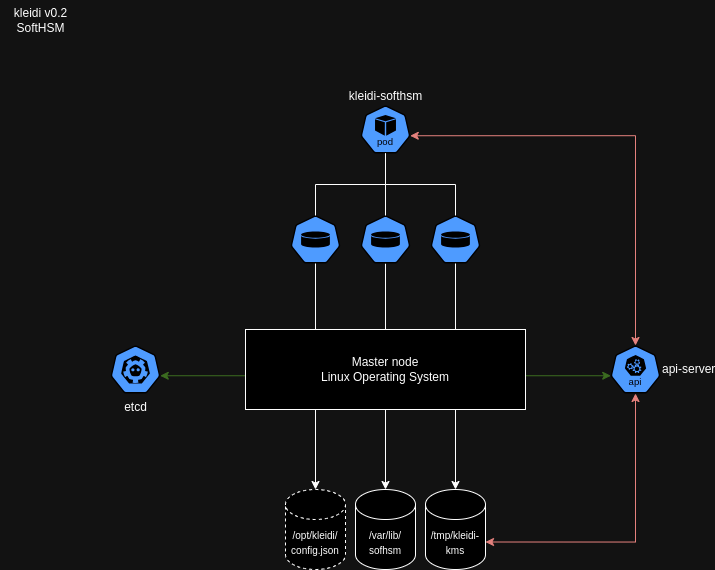 kleidi v0.2
SoftHSM
kleidi-softhsm
pod
Master node
Linux Operating System
etcd
api
api-server
/opt/kleidi/
config.json
/var/lib/
sofhsm
/tmp/kleidi-
kms